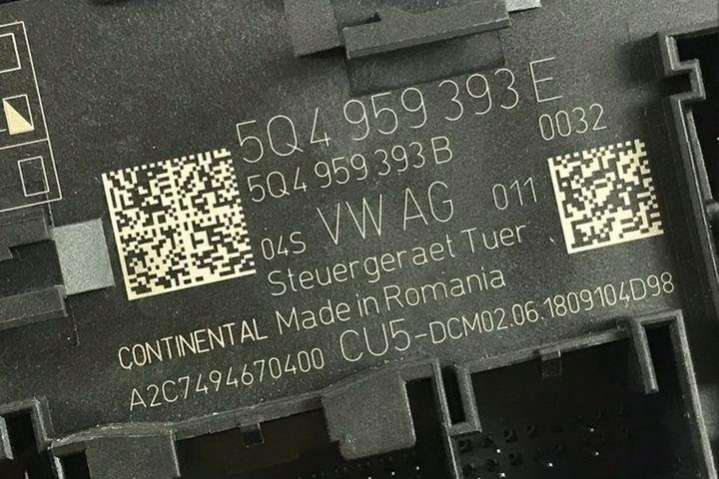 5Q4 959 393 E
5Q4 959 393 B
0032
04S VW AG 011
Steuergeraet Tuer
CONTINENTAL Made in Romania
A2C7494670400 CU5-DCM02.06.1809104D98